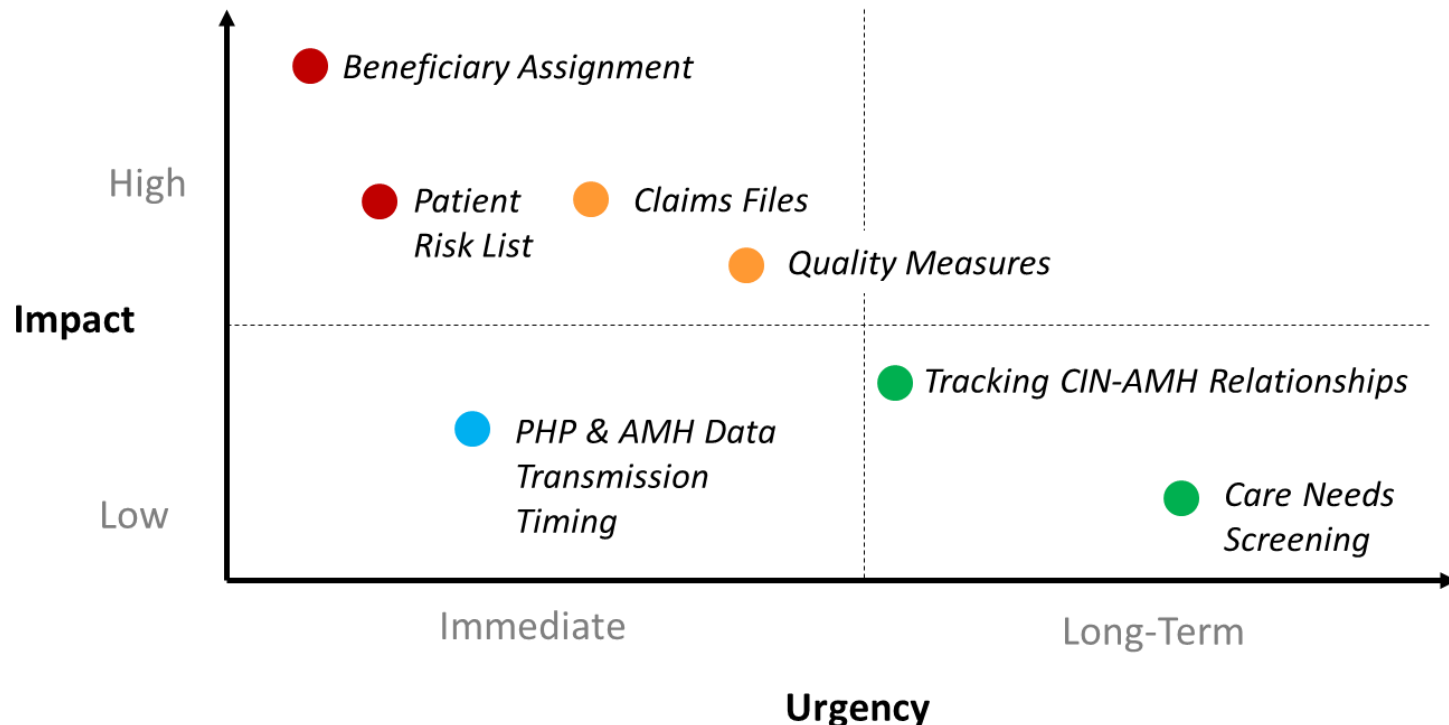 Beneficiary Assignment
High
Patient
Risk List
Claims Files
Quality Measures
Impact
Tracking CIN-AMH Relationships
PHP & AMH Data
Transmission
Timing
Low
Care Needs
Screening
Immediate
Long-Term
Urgency